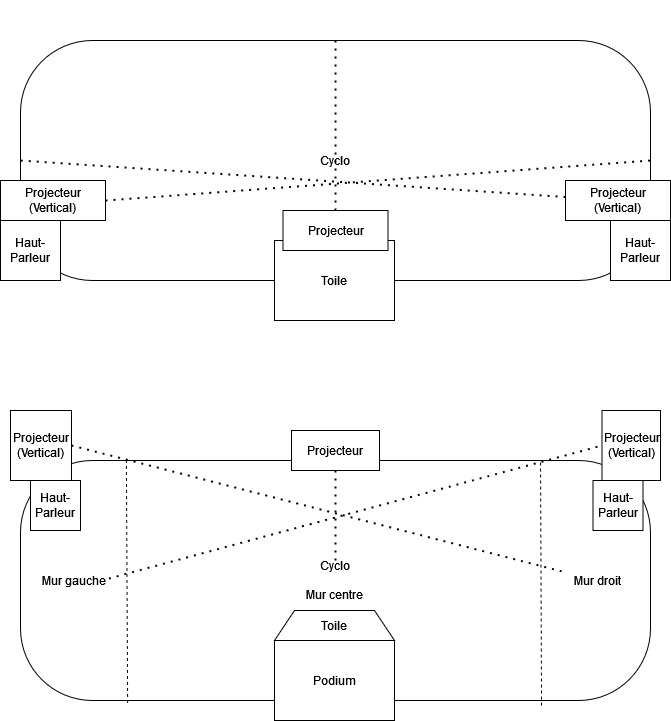 Cyclo
Projecteur
(Vertical)
Projecteur
(Vertical)
Projecteur
Haut-
Parleur
Haut-
Parleur
Toile
Projecteur
(Vertical)
Projecteur
Projecteur
(Vertical)
Haut-
Parleur
Haut-
Parleur
Cyclo
Mur gauche
Mur droit
Mur centre
Toile
Podium